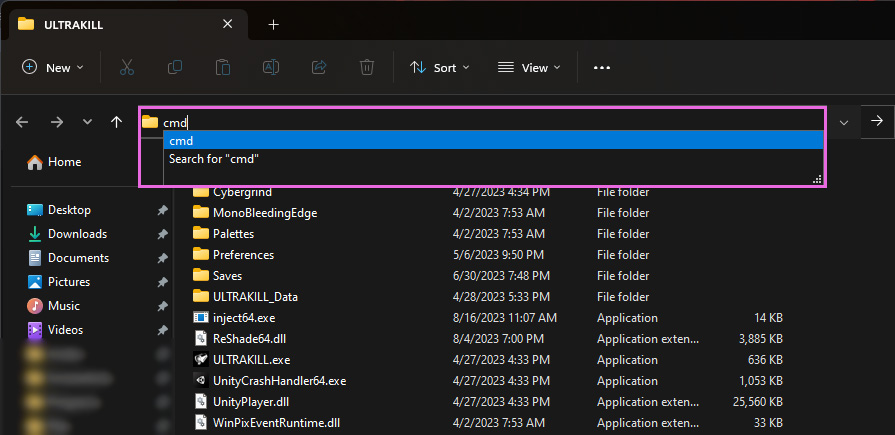 ULTRAKILL
New
Sort
View
cmd
cmd
Search for "cmd"
Home
Desktop
Downloads
Documents
Pictures
Music
Videos
Cybergrind 4/27/2023 4:34 PM File folder
MonoBleedingEdge 4/2/2023 7:53 AM File folder
Palettes 4/2/2023 7:53 AM File folder
Preferences 5/6/2023 9:50 PM File folder
Saves 6/30/2023 7:48 PM File folder
ULTRAKILL_Data 4/28/2023 5:33 PM File folder
inject64.exe 8/16/2023 11:07 AM Application 14 KB
ReShade64.dll 8/4/2023 7:00 PM Application exten... 3,885 KB
ULTRAKILL.exe 4/27/2023 4:33 PM Application 636 KB
UnityCrashHandler64.exe 4/27/2023 4:33 PM Application 1,053 KB
UnityPlayer.dll 4/27/2023 4:33 PM Application exten... 25,560 KB
WinPixEventRuntime.dll 4/2/2023 7:53 AM Application exten... 33 KB